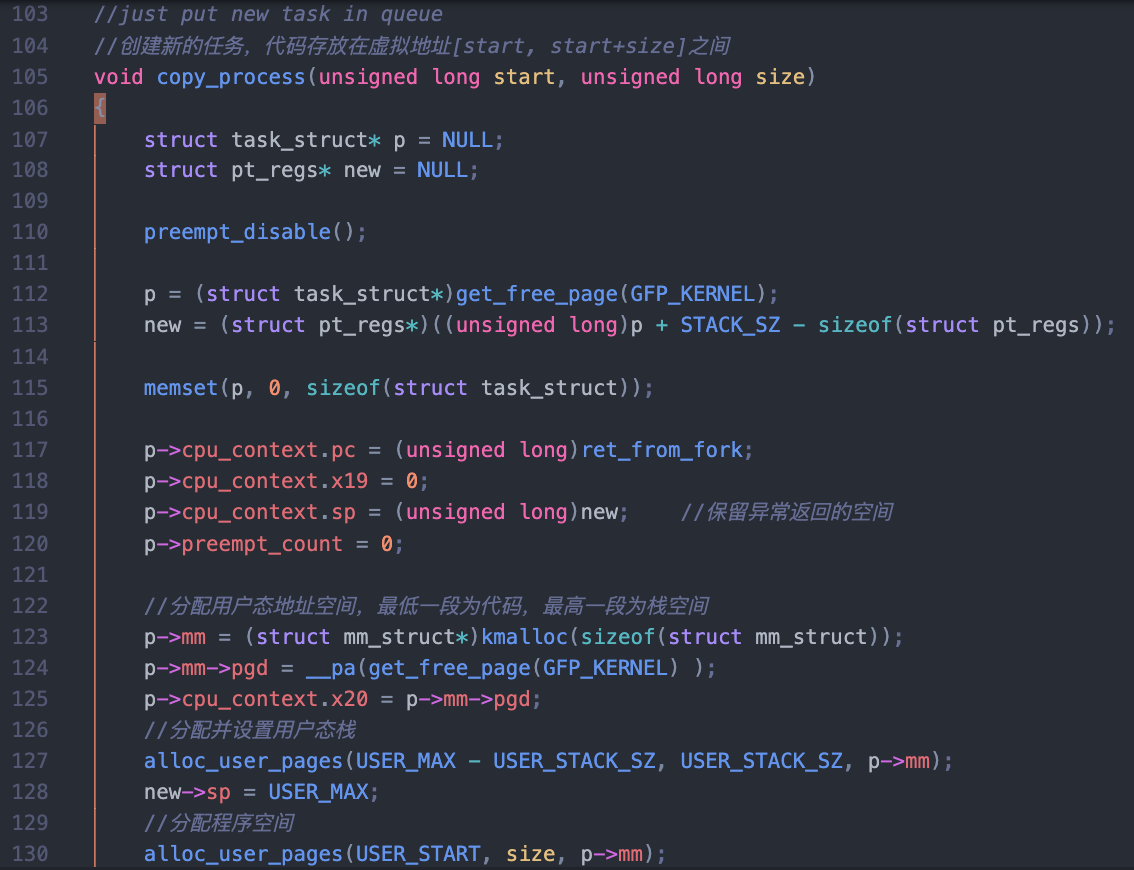 103 //just put new task in queue
104 //创建新的任务，代码存放在虚拟地址[start, start+size]之间
105 void copy_process(unsigned long start, unsigned long size)
106 {
107     struct task_struct* p = NULL;
108     struct pt_regs* new = NULL;
109
110     preempt_disable();
111
112     p = (struct task_struct*)get_free_page(GFP_KERNEL);
113     new = (struct pt_regs*)((unsigned long)p + STACK_SZ - sizeof(struct pt_regs));
114
115     memset(p, 0, sizeof(struct task_struct));
116
117     p->cpu_context.pc = (unsigned long)ret_from_fork;
118     p->cpu_context.x19 = 0;
119     p->cpu_context.sp = (unsigned long)new;    //保留异常返回的空间
120     p->preempt_count = 0;
121
122     //分配用户态地址空间，最低一段为代码，最高一段为栈空间
123     p->mm = (struct mm_struct*)kmalloc(sizeof(struct mm_struct));
124     p->mm->pgd = __pa(get_free_page(GFP_KERNEL) );
125     p->cpu_context.x20 = p->mm->pgd;
126     //分配并设置用户态栈
127     alloc_user_pages(USER_MAX - USER_STACK_SZ, USER_STACK_SZ, p->mm);
128     new->sp = USER_MAX;
129     //分配程序空间
130     alloc_user_pages(USER_START, size, p->mm);